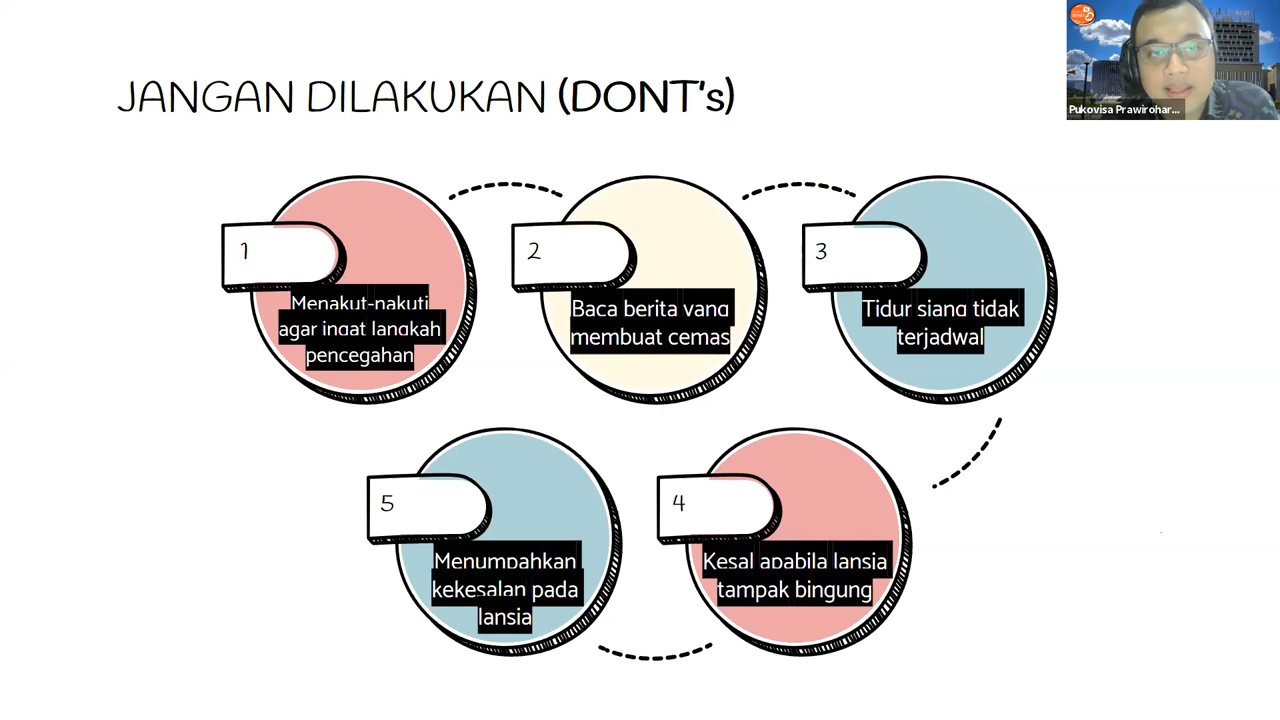 JANGAN DILAKUKAN (DONT's)
Pukovisa Prawirohar...
1
Menakut-nakuti
agar ingat langkah
pencegahan
2
Baca berita yang
membuat cemas
3
Tidur siang tidak
terjadwal
4
Kesal apabila lansia
tampak bingung
5
Menumpahkan
kekesalan pada
lansia